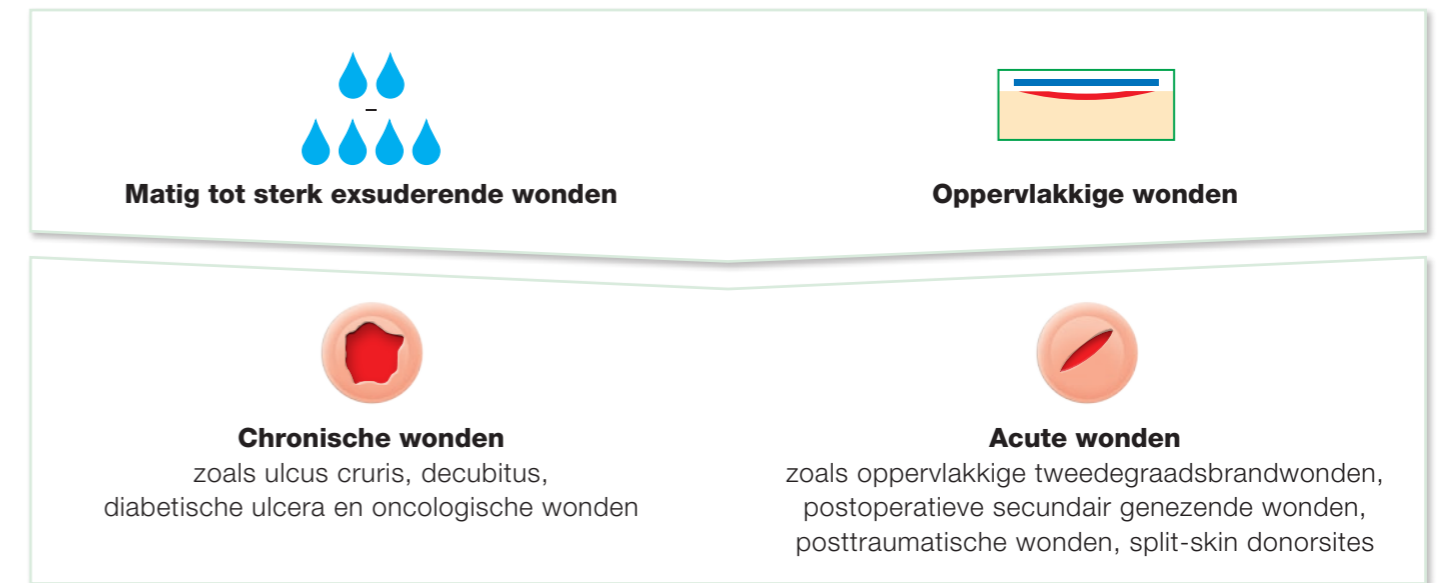 –
Matig tot sterk exsuderende wonden
Oppervlakkige wonden
Chronische wonden
zoals ulcus cruris, decubitus,
diabetische ulcera en oncologische wonden
Acute wonden
zoals oppervlakkige tweedegraadsbrandwonden,
postoperatieve secundair genezende wonden,
posttraumatische wonden, split-skin donorsites